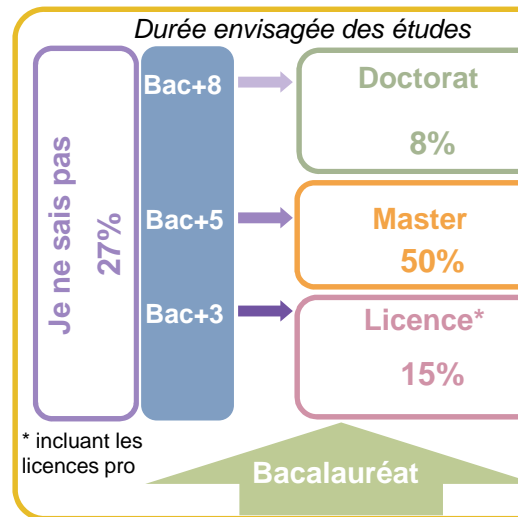 Durée envisagée des études
Je ne sais pas
27%
Bac+8
Doctorat
8%
Bac+5
Master
50%
Bac+3
Licence*
15%
* incluant les
licences pro
Bacalauréat